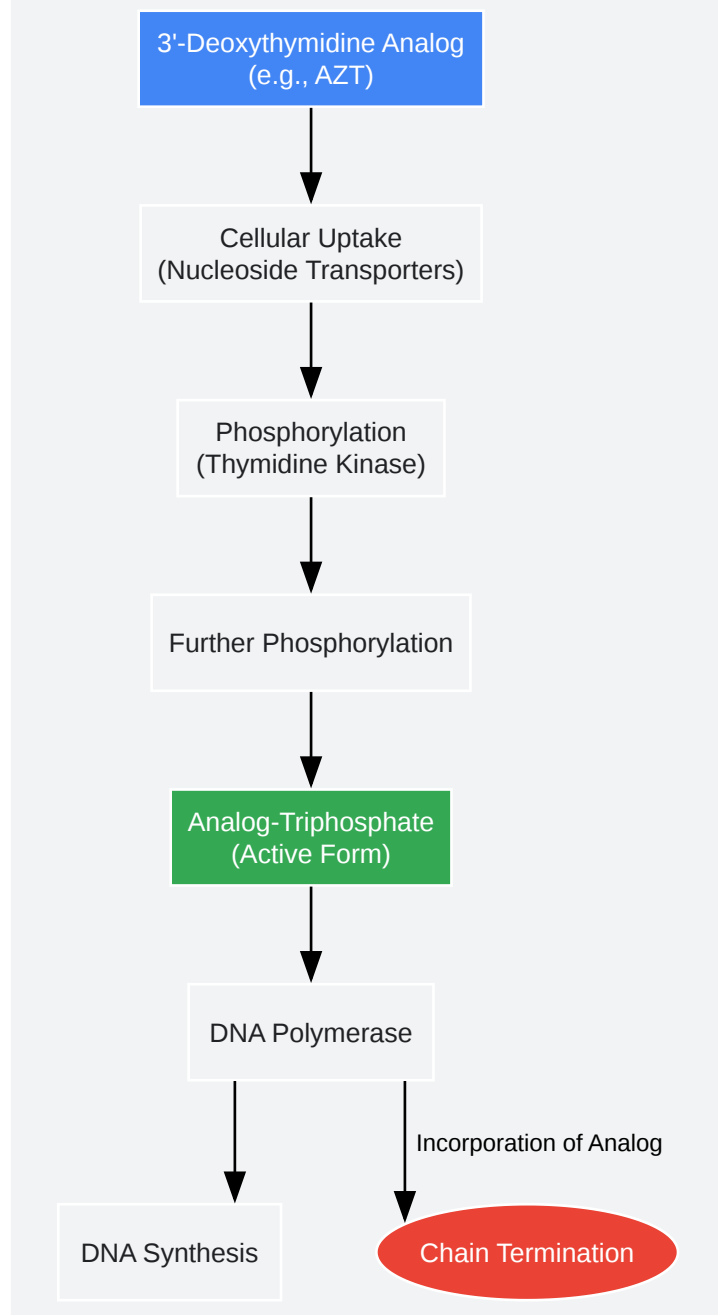 3'-Deoxythymidine Analog
(e.g., AZT)
Cellular Uptake
(Nucleoside Transporters)
Phosphorylation
(Thymidine Kinase)
Further Phosphorylation
Analog-Triphosphate
(Active Form)
DNA Polymerase
Incorporation of Analog
DNA Synthesis
Chain Termination